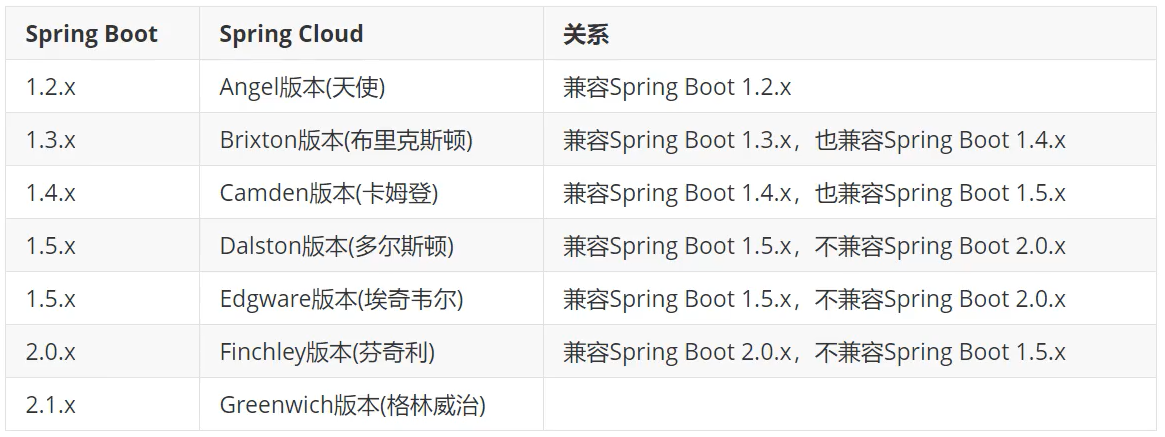 Spring Boot Spring Cloud 关系
1.2.x Angel版本(天使) 兼容Spring Boot 1.2.x
1.3.x Brixton版本(布里克斯顿) 兼容Spring Boot 1.3.x，也兼容Spring Boot 1.4.x
1.4.x Camden版本(卡姆登) 兼容Spring Boot 1.4.x，也兼容Spring Boot 1.5.x
1.5.x Dalston版本(多尔斯顿) 兼容Spring Boot 1.5.x，不兼容Spring Boot 2.0.x
1.5.x Edgware版本(埃奇韦尔) 兼容Spring Boot 1.5.x，不兼容Spring Boot 2.0.x
2.0.x Finchley版本(芬奇利) 兼容Spring Boot 2.0.x，不兼容Spring Boot 1.5.x
2.1.x Greenwich版本(格林威治)